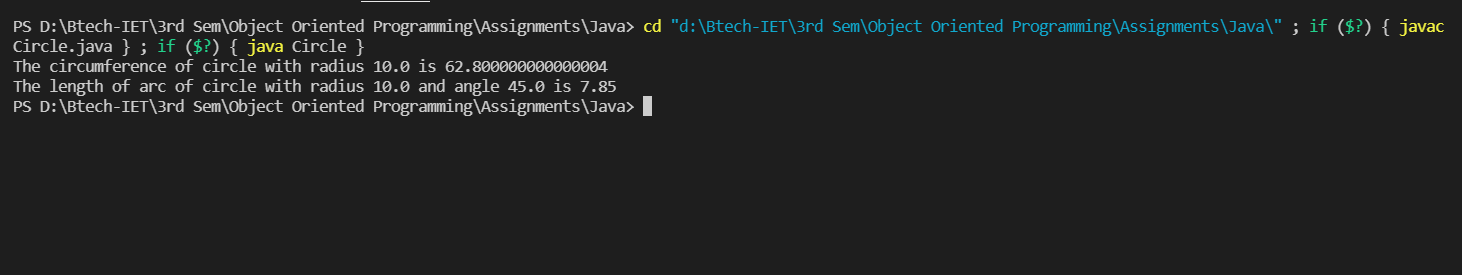 PS D:\Btech-IET\3rd Sem\Object Oriented Programming\Assignments\Java> cd "d:\Btech-IET\3rd Sem\Object Oriented Programming\Assignments\Java\" ; if ($?) { javac
Circle.java } ; if ($?) { java Circle }
The circumference of circle with radius 10.0 is 62.800000000000004
The length of arc of circle with radius 10.0 and angle 45.0 is 7.85
PS D:\Btech-IET\3rd Sem\Object Oriented Programming\Assignments\Java>